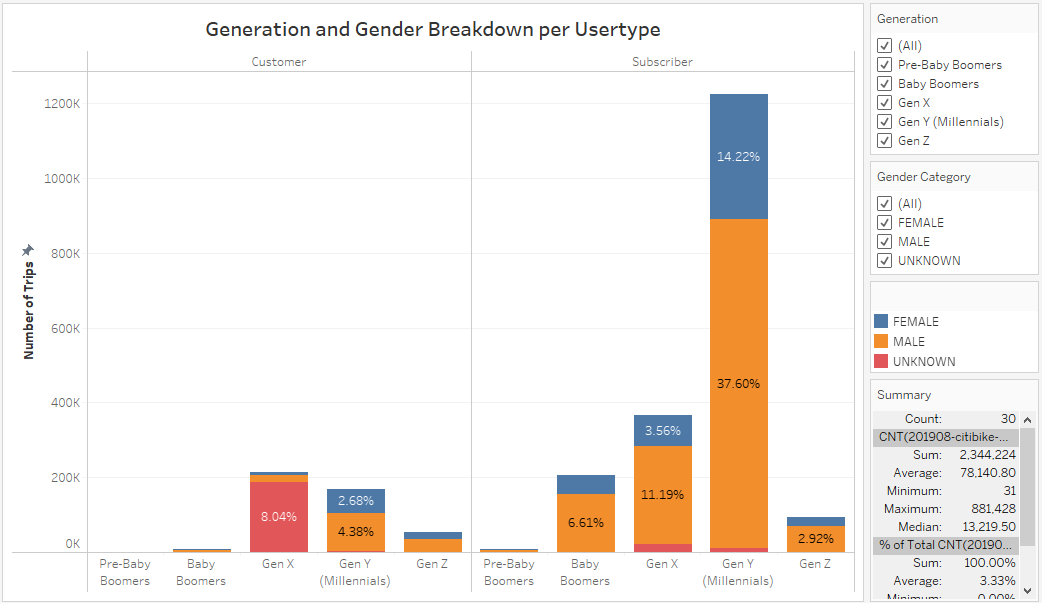 Generation and Gender Breakdown per Usertype
Customer
Subscriber
Number of Trips
1200K
1000K
800K
600K
400K
200K
0K
8.04%
2.68%
4.38%
6.61%
3.56%
11.19%
14.22%
37.60%
2.92%
Pre-Baby
Boomers
Baby
Boomers
Gen X
Gen Y
(Millennials)
Gen Z
Pre-Baby
Boomers
Baby
Boomers
Gen X
Gen Y
(Millennials)
Gen Z
Generation
(All)
Pre-Baby Boomers
Baby Boomers
Gen X
Gen Y (Millennials)
Gen Z
Gender Category
(All)
FEMALE
MALE
UNKNOWN
FEMALE
MALE
UNKNOWN
Summary
Count: 30
CNT(201908-citibike-...
Sum: 2,344,224
Average: 78,140.80
Minimum: 31
Maximum: 881,428
Median: 13,219.50
% of Total CNT(20190...
Sum: 100.00%
Average: 3.33%
Minimum: 0.00%